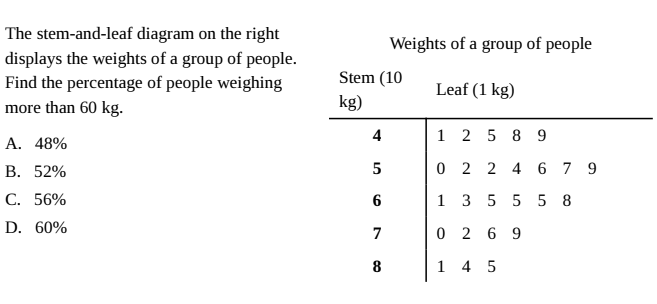 The stem-and-leaf diagram on the right
displays the weights of a group of people.
Find the percentage of people weighing
more than 60 kg.
A. 48%
B. 52%
C. 56%
D. 60%
Weights of a group of people
Stem (10 kg)
Leaf (1 kg)
4 1 2 5 8 9
5 0 2 2 4 6 7 9
6 1 3 5 5 5 8
7 0 2 6 9
8 1 4 5